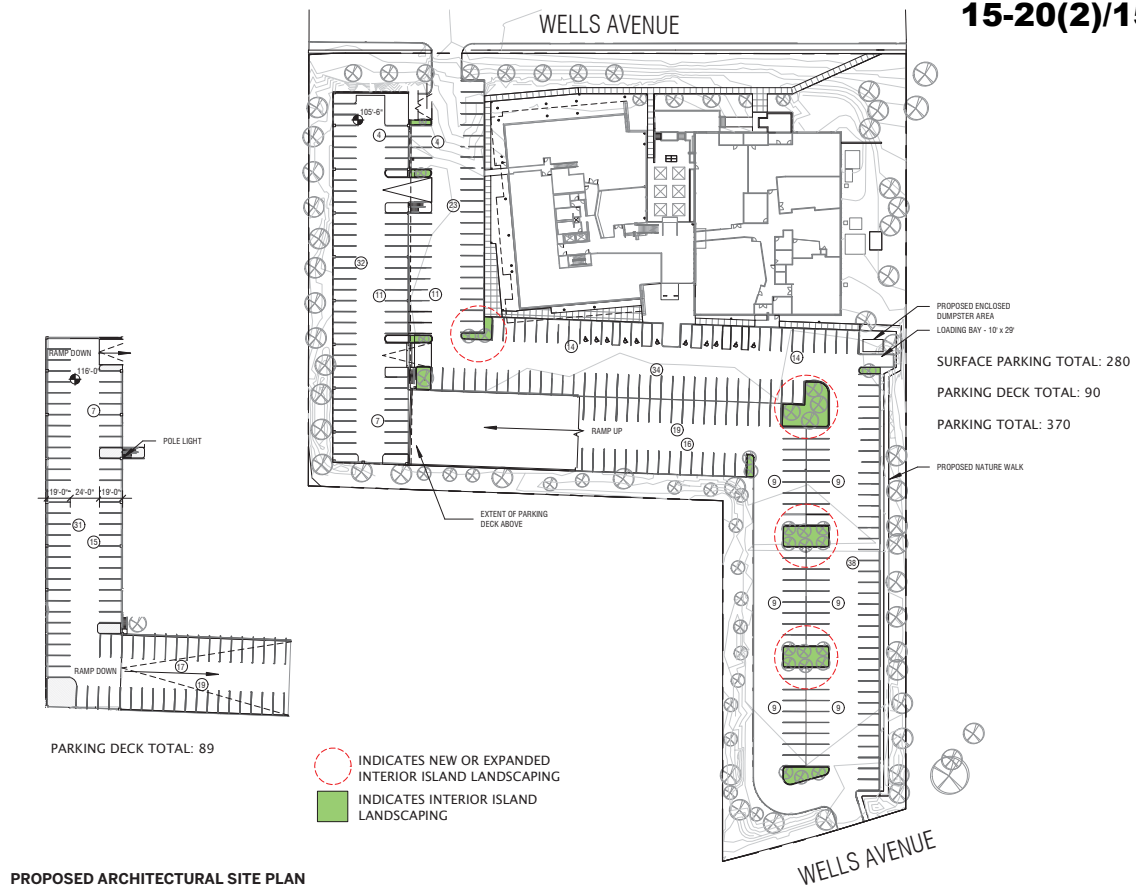 15-20(2)/15
WELLS AVENUE
105'-6"
4
4
23
32
11
11
14
34
14
PROPOSED ENCLOSED
DUMPSTER AREA
LOADING BAY - 10' x 29'
SURFACE PARKING TOTAL: 280
PARKING DECK TOTAL: 90
PARKING TOTAL: 370
RAMP DOWN
116'-0"
7
POLE LIGHT
7
RAMP UP
19
16
PROPOSED NATURE WALK
19'-0"
24'-0"
19'-0"
31
15
EXTENT OF PARKING
DECK ABOVE
9
9
38
9
9
RAMP DOWN
17
19
9
9
PARKING DECK TOTAL: 89
INDICATES NEW OR EXPANDED
INTERIOR ISLAND LANDSCAPING
INDICATES INTERIOR ISLAND
LANDSCAPING
WELLS AVENUE
PROPOSED ARCHITECTURAL SITE PLAN